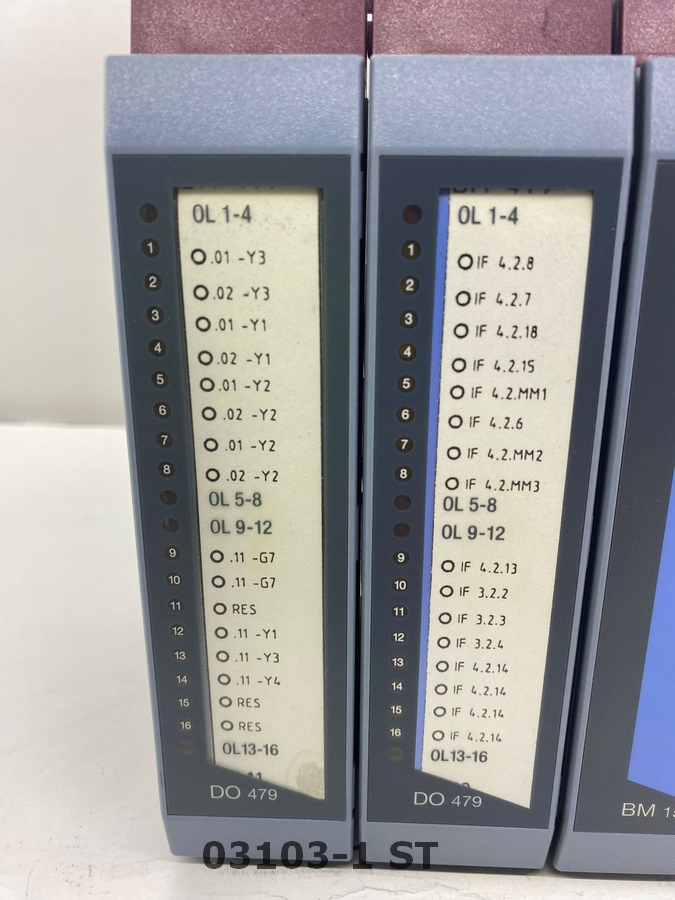 OL 1-4
1 .01 -Y3
2 .02 -Y3
3 .01 -Y1
4 .02 -Y1
5 .01 -Y2
6 .02 -Y2
7 .01 -Y2
8 .02 -Y2
OL 5-8
OL 9-12
9 .11 -G7
10 .11 -G7
11 RES
12 .11 -Y1
13 .11 -Y3
14 .11 -Y4
15 RES
16 RES
OL13-16
DO 479
OL 1-4
1 IF 4.2.8
2 IF 4.2.7
3 IF 4.2.18
4 IF 4.2.15
5 IF 4.2.MM1
6 IF 4.2.6
7 IF 4.2.MM2
8 IF 4.2.MM3
OL 5-8
OL 9-12
9 IF 4.2.13
10 IF 3.2.2
11 IF 3.2.3
12 IF 3.2.4
13 IF 4.2.14
14 IF 4.2.14
15 IF 4.2.14
16 IF 4.2.14
OL13-16
DO 479
BM
03103-1 ST